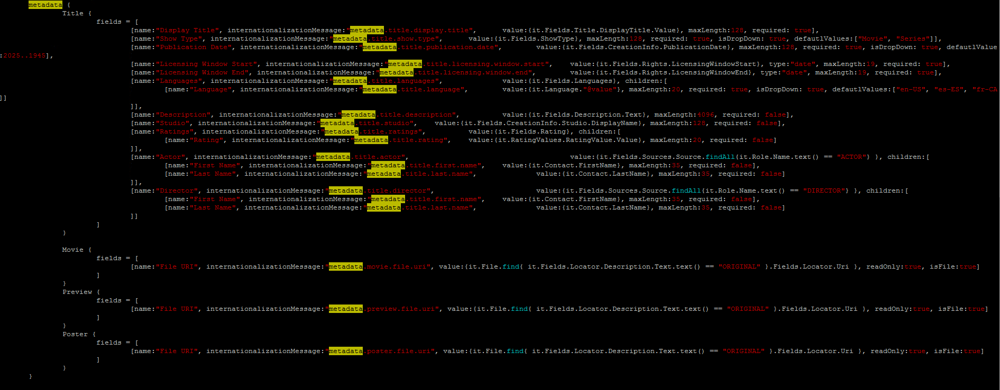 metadata {
Title {
fields = [
[name:"Display Title", internationalizationMessage:"metadata.title.display.title", value:{it.Fields.Title.DisplayTitle.Value}, maxLength:128, required: true],
[name:"Show Type", internationalizationMessage:"metadata.title.show.type", value:{it.Fields.ShowType}, maxLength:128, required: true, isDropDown: true, defautlValues:["Movie", "Series"]],
[name:"Publication Date", internationalizationMessage:"metadata.title.publication.date", value:{it.Fields.CreationInfo.PublicationDate}, maxLength:128, required: true, isDropDown: true, defautlValue
:2025..1945],
[name:"Licensing Window Start", internationalizationMessage:"metadata.title.licensing.window.start", value:{it.Fields.Rights.LicensingWindowStart}, type:"date", maxLength:19, required: true],
[name:"Licensing Window End", internationalizationMessage:"metadata.title.licensing.window.end", value:{it.Fields.Rights.LicensingWindowEnd}, type:"date", maxLength:19, required: true],
[name:"Languages", internationalizationMessage:"metadata.title.languages", value:{it.Fields.Languages}, children:[
[name:"Language", internationalizationMessage:"metadata.title.language", value:{it.Language."@value"}, maxLength:20, required: true, isDropDown: true, defautlValues:["en-US", "es-ES", "fr-CA
]]
]],
[name:"Description", internationalizationMessage:"metadata.title.description", value:{it.Fields.Description.Text}, maxLength:4096, required: false],
[name:"Studio", internationalizationMessage:"metadata.title.studio", value:{it.Fields.CreationInfo.Studio.DisplayName}, maxLength:128, required: false],
[name:"Ratings", internationalizationMessage:"metadata.title.ratings", value:{it.Fields.Rating}, children:[
[name:"Rating", internationalizationMessage:"metadata.title.rating", value:{it.RatingValues.RatingValue.Value}, maxLength:20, required: false]
]],
[name:"Actor", internationalizationMessage:"metadata.title.actor", value:{it.Fields.Sources.Source.findAll{it.Role.Name.text() == "ACTOR"} }, children:[
[name:"First Name", internationalizationMessage:"metadata.title.first.name", value:{it.Contact.FirstName}, maxLength:35, required: false],
[name:"Last Name", internationalizationMessage:"metadata.title.last.name", value:{it.Contact.LastName}, maxLength:35, required: false]
]],
[name:"Director", internationalizationMessage:"metadata.title.director", value:{it.Fields.Sources.Source.findAll{it.Role.Name.text() == "DIRECTOR"} }, children:[
[name:"First Name", internationalizationMessage:"metadata.title.first.name", value:{it.Contact.FirstName}, maxLength:35, required: false],
[name:"Last Name", internationalizationMessage:"metadata.title.last.name", value:{it.Contact.LastName}, maxLength:35, required: false]
]]
]
}
Movie {
fields = [
[name:"File URI", internationalizationMessage:"metadata.movie.file.uri", value:{it.File.find{ it.Fields.Locator.Description.Text.text() == "ORIGINAL" }.Fields.Locator.Uri }, readOnly:true, isFile:true]
]
}
Preview {
fields = [
[name:"File URI", internationalizationMessage:"metadata.preview.file.uri", value:{it.File.find{ it.Fields.Locator.Description.Text.text() == "ORIGINAL" }.Fields.Locator.Uri }, readOnly:true, isFile:true]
]
}
Poster {
fields = [
[name:"File URI", internationalizationMessage:"metadata.poster.file.uri", value:{it.File.find{ it.Fields.Locator.Description.Text.text() == "ORIGINAL" }.Fields.Locator.Uri }, readOnly:true, isFile:true]
]
}
}